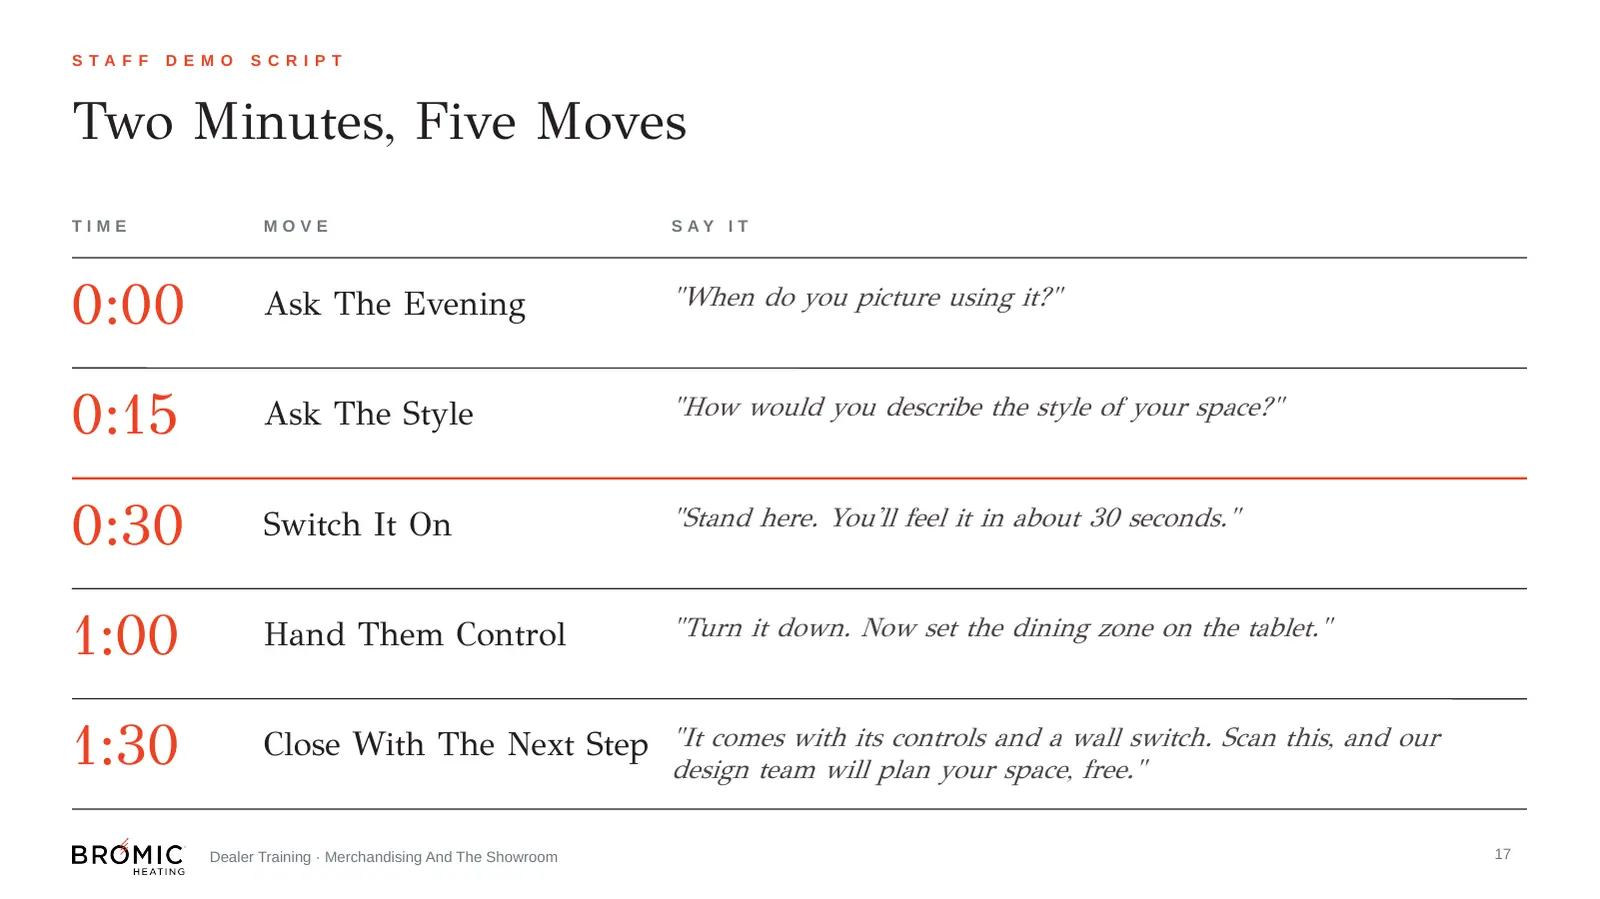 STAFF DEMO SCRIPT
Two Minutes, Five Moves
TIME MOVE SAY IT
0:00 Ask The Evening "When do you picture using it?"
0:15 Ask The Style "How would you describe the style of your space?"
0:30 Switch It On "Stand here. You’ll feel it in about 30 seconds."
1:00 Hand Them Control "Turn it down. Now set the dining zone on the tablet."
1:30 Close With The Next Step "It comes with its controls and a wall switch. Scan this, and our
design team will plan your space, free."
BROMIC
HEATING
Dealer Training · Merchandising And The Showroom
17